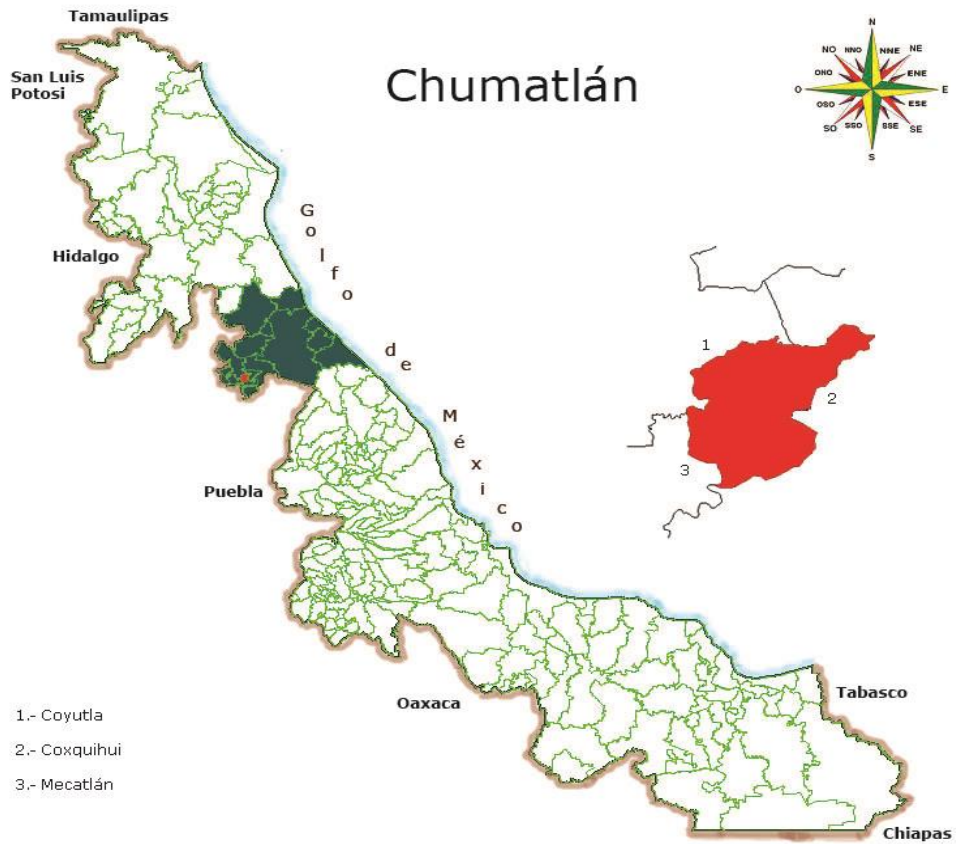 Tamaulipas
San Luis
Potosi
Chumatlán
N
NNO
NNE
NO
NE
ONO
ENE
O
E
OSO
ESE
SO
SSO
SSE
SE
S
Hidalgo
Golfo de México
1
2
3
Puebla
Oaxaca
Tabasco
Chiapas
1.- Coyutla
2.- Coxquihui
3.- Mecatlán